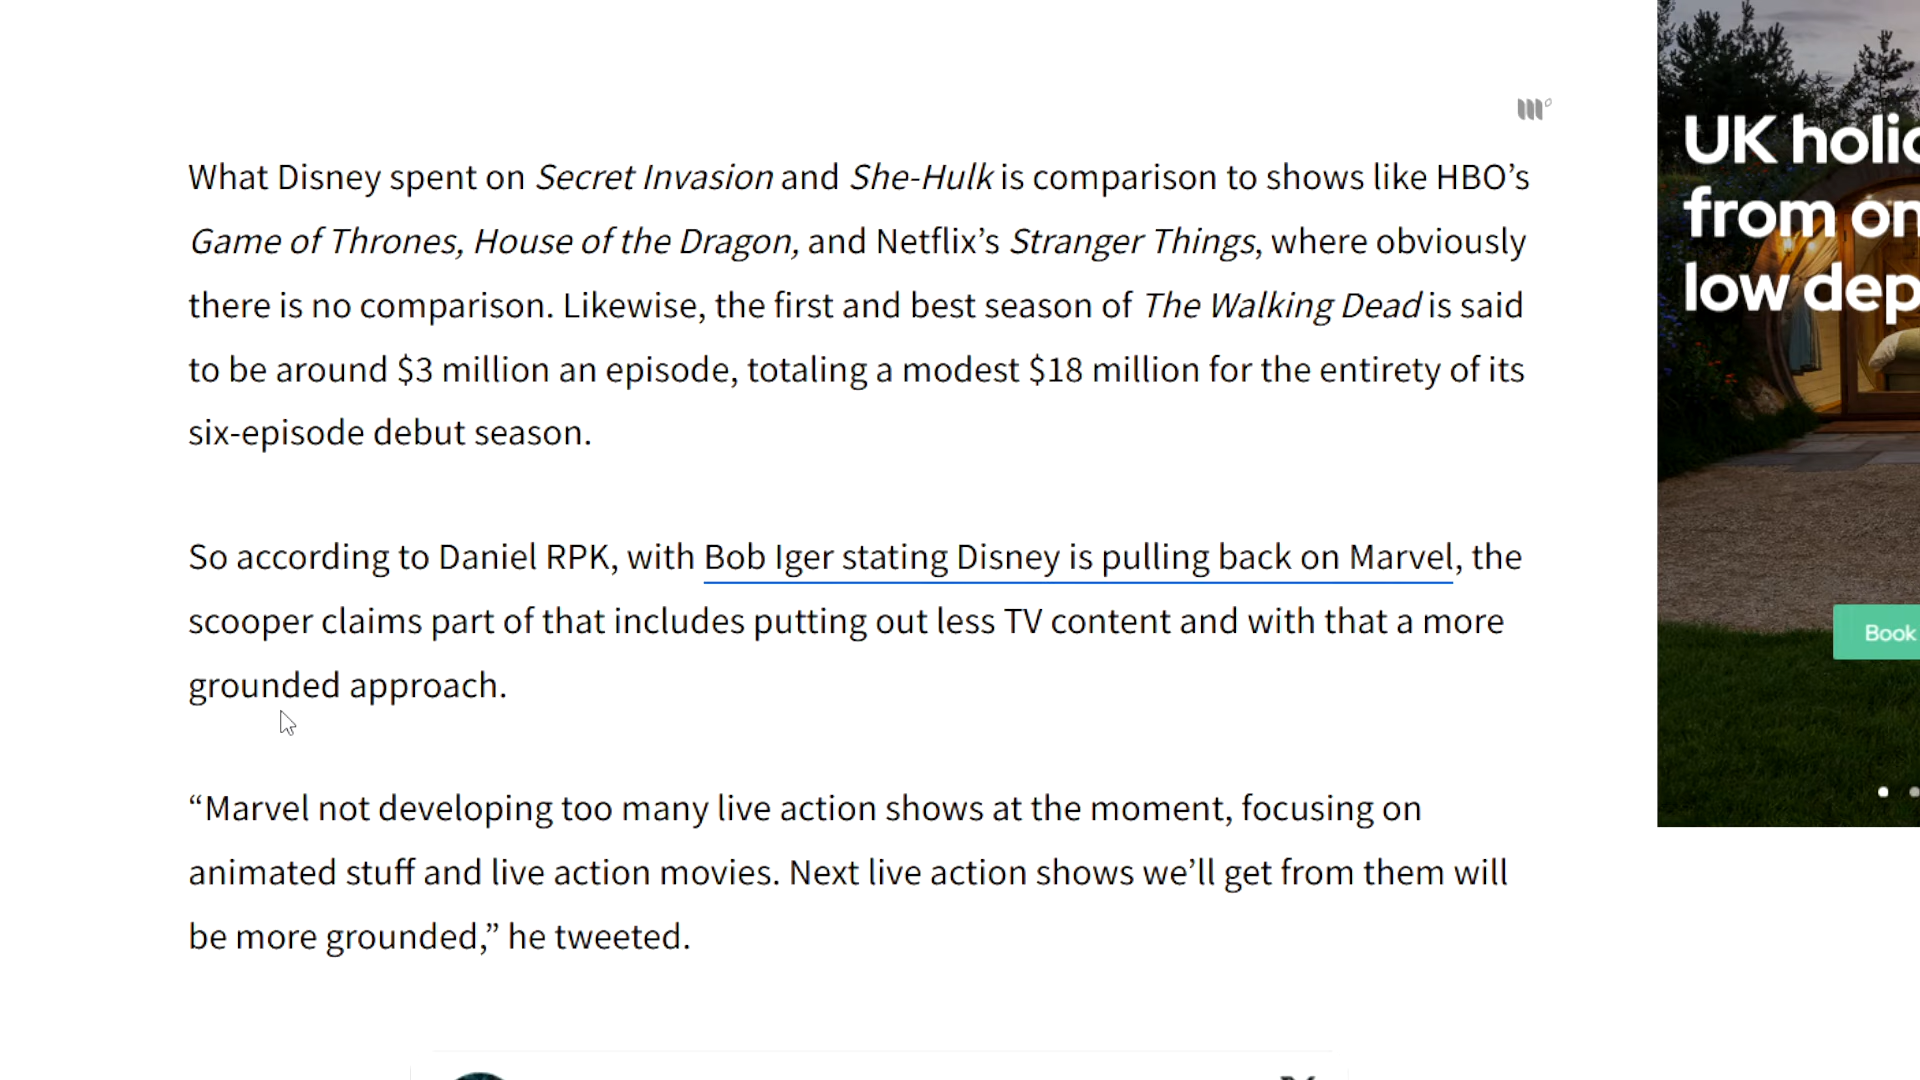 What Disney spent on Secret Invasion and She-Hulk is comparison to shows like HBO’s
Game of Thrones, House of the Dragon, and Netflix’s Stranger Things, where obviously
there is no comparison. Likewise, the first and best season of The Walking Dead is said
to be around $3 million an episode, totaling a modest $18 million for the entirety of its
six-episode debut season.
So according to Daniel RPK, with Bob Iger stating Disney is pulling back on Marvel, the
scooper claims part of that includes putting out less TV content and with that a more
grounded approach.
“Marvel not developing too many live action shows at the moment, focusing on
animated stuff and live action movies. Next live action shows we’ll get from them will
be more grounded,” he tweeted.
UK
from
low
Book